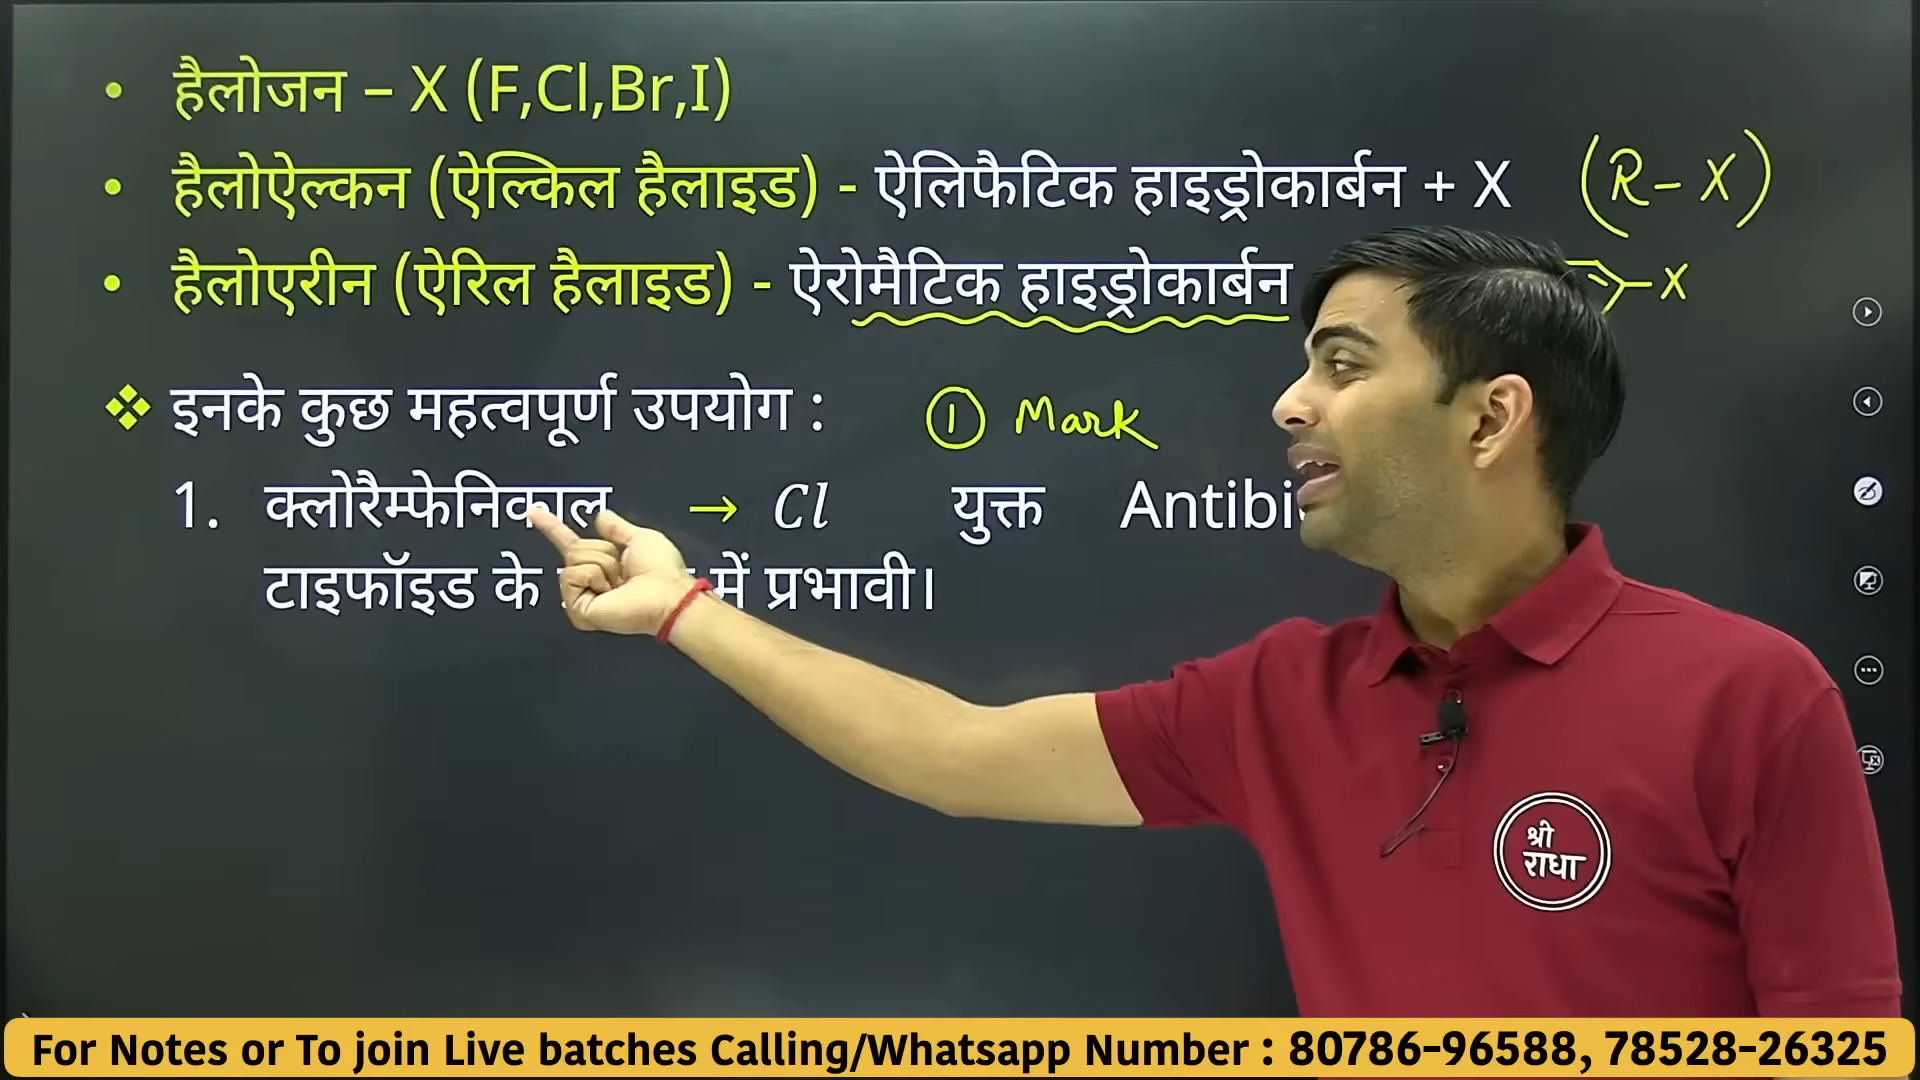 • हैलोजन – X (F,Cl,Br,I)
• हैलोऐल्कन (ऐल्किल हैलाइड) - ऐलिफैटिक हाइड्रोकार्बन + X (R – X)
• हैलोएरीन (ऐरिल हैलाइड) - ऐरोमैटिक हाइड्रोकार्बन –X
❖ इनके कुछ महत्वपूर्ण उपयोग : ① Mark
1. क्लोरैम्फेनिकाल → Cl युक्त
टाइफॉइड के में प्रभावी।
श्री
राधा
For Notes or To join Live batches Calling/Whatsapp Number : 80786-96588, 78528-26325